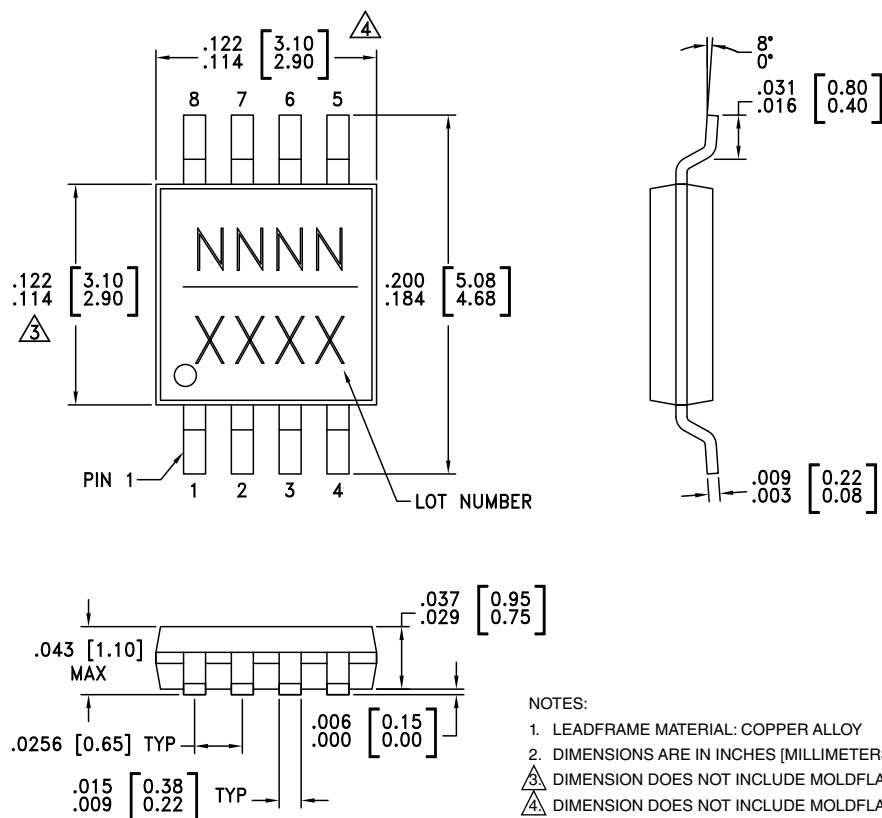 .122 [3.10]
.114 [2.90]
4
8 7 6 5
NNNN
XXXX
.122 [3.10]
.114 [2.90]
3
.200 [5.08]
.184 [4.68]
PIN 1
1 2 3 4
LOT NUMBER
8°
0°
.031 [0.80]
.016 [0.40]
.009 [0.22]
.003 [0.08]
.043 [1.10]
MAX
.037 [0.95]
.029 [0.75]
.0256 [0.65] TYP
.006 [0.15]
.000 [0.00]
.015 [0.38]
.009 [0.22]
TYP
NOTES:
1. LEADFRAME MATERIAL: COPPER ALLOY
2. DIMENSIONS ARE IN INCHES
3. DIMENSION DOES NOT INCLUDE
4. DIMENSION DOES NOT INCLUDE